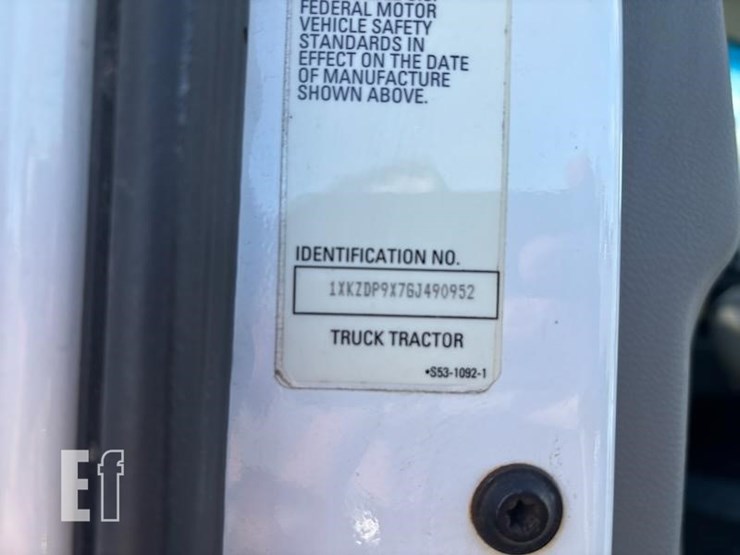 FEDERAL MOTOR
VEHICLE SAFETY
STANDARDS IN
EFFECT ON THE DATE
OF MANUFACTURE
SHOWN ABOVE.
IDENTIFICATION NO.
1XKZDP9X7GJ490952
TRUCK TRACTOR
•S53-1092-1
Ef